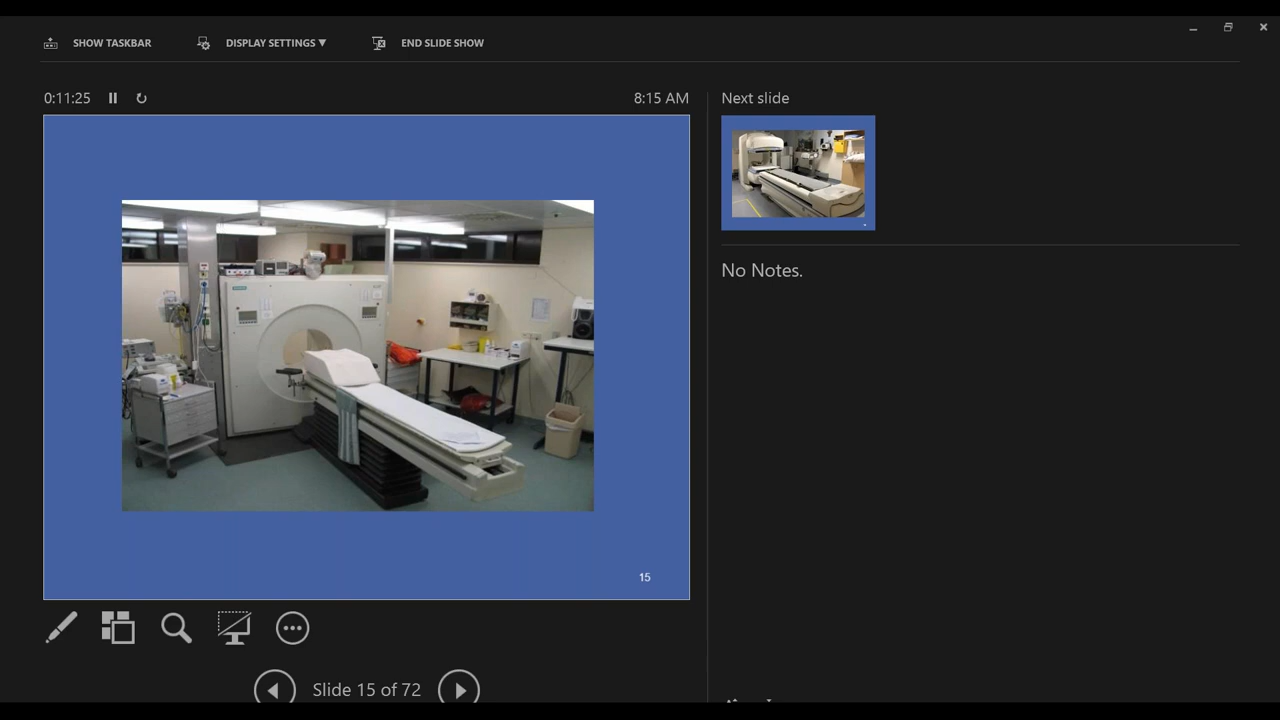 SHOW TASKBAR
DISPLAY SETTINGS ▼
END SLIDE SHOW
0:11:25
8:15 AM
Next slide
No Notes.
15
Slide 15 of 72